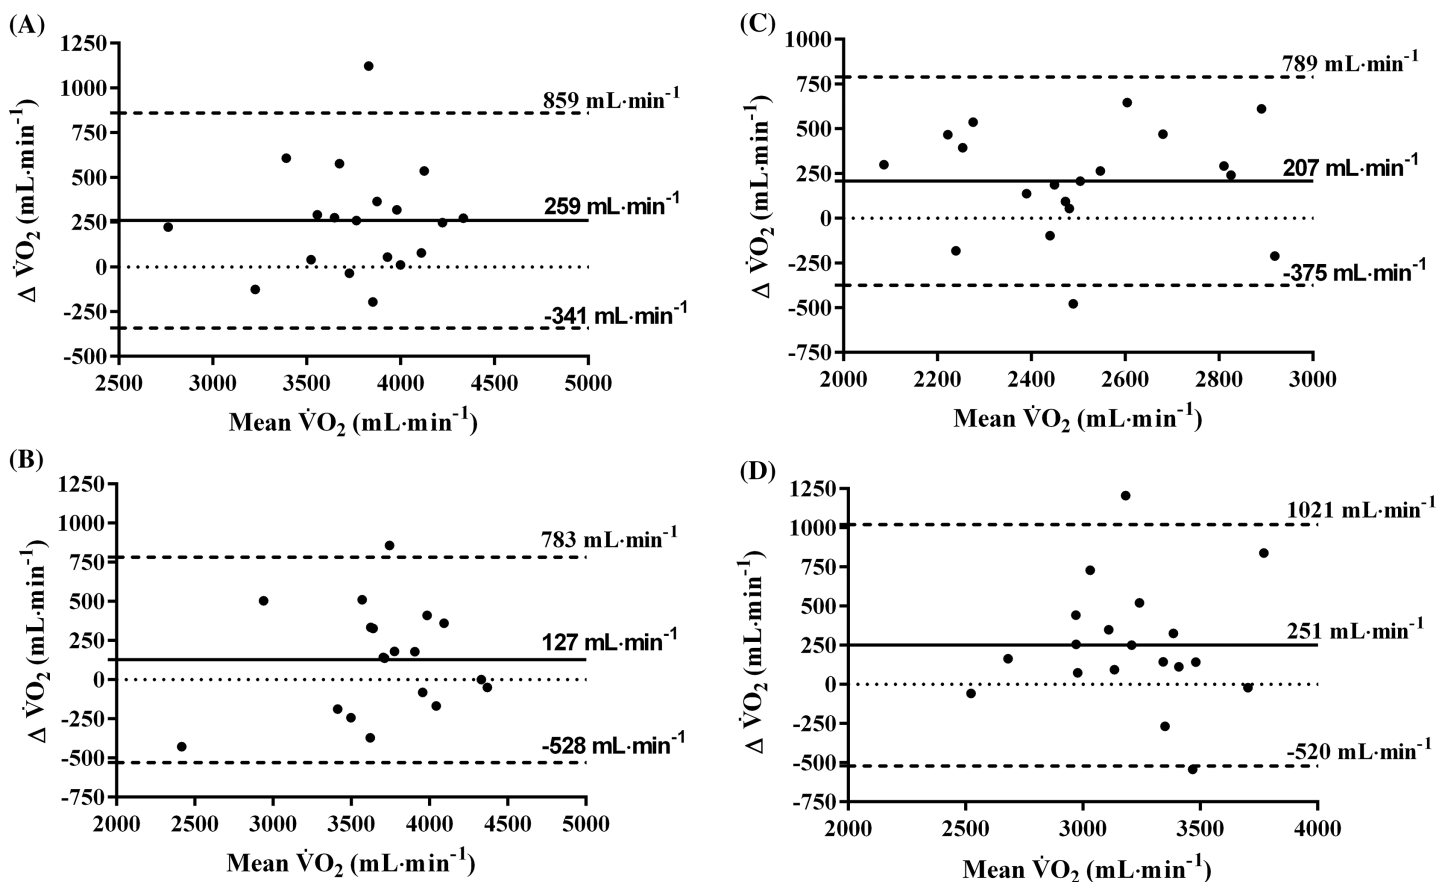 (A)
1250
1000
750
500
250
0
-250
-500
Δ V̇O2 (mL·min-1)
859 mL·min-1
259 mL·min-1
-341 mL·min-1
2500 3000 3500 4000 4500 5000
Mean V̇O2 (mL·min-1)
(B)
1250
1000
750
500
250
0
-250
-500
-750
Δ V̇O2 (mL·min-1)
783 mL·min-1
127 mL·min-1
-528 mL·min-1
2000 2500 3000 3500 4000 4500 5000
Mean V̇O2 (mL·min-1)
(C)
1000
750
500
250
0
-250
-500
-750
Δ V̇O2 (mL·min-1)
789 mL·min-1
207 mL·min-1
-375 mL·min-1
2000 2200 2400 2600 2800 3000
Mean V̇O2 (mL·min-1)
(D)
1250
1000
750
500
250
0
-250
-500
-750
Δ V̇O2 (mL·min-1)
1021 mL·min-1
251 mL·min-1
-520 mL·min-1
2000 2500 3000 3500 4000
Mean V̇O2 (mL·min-1)